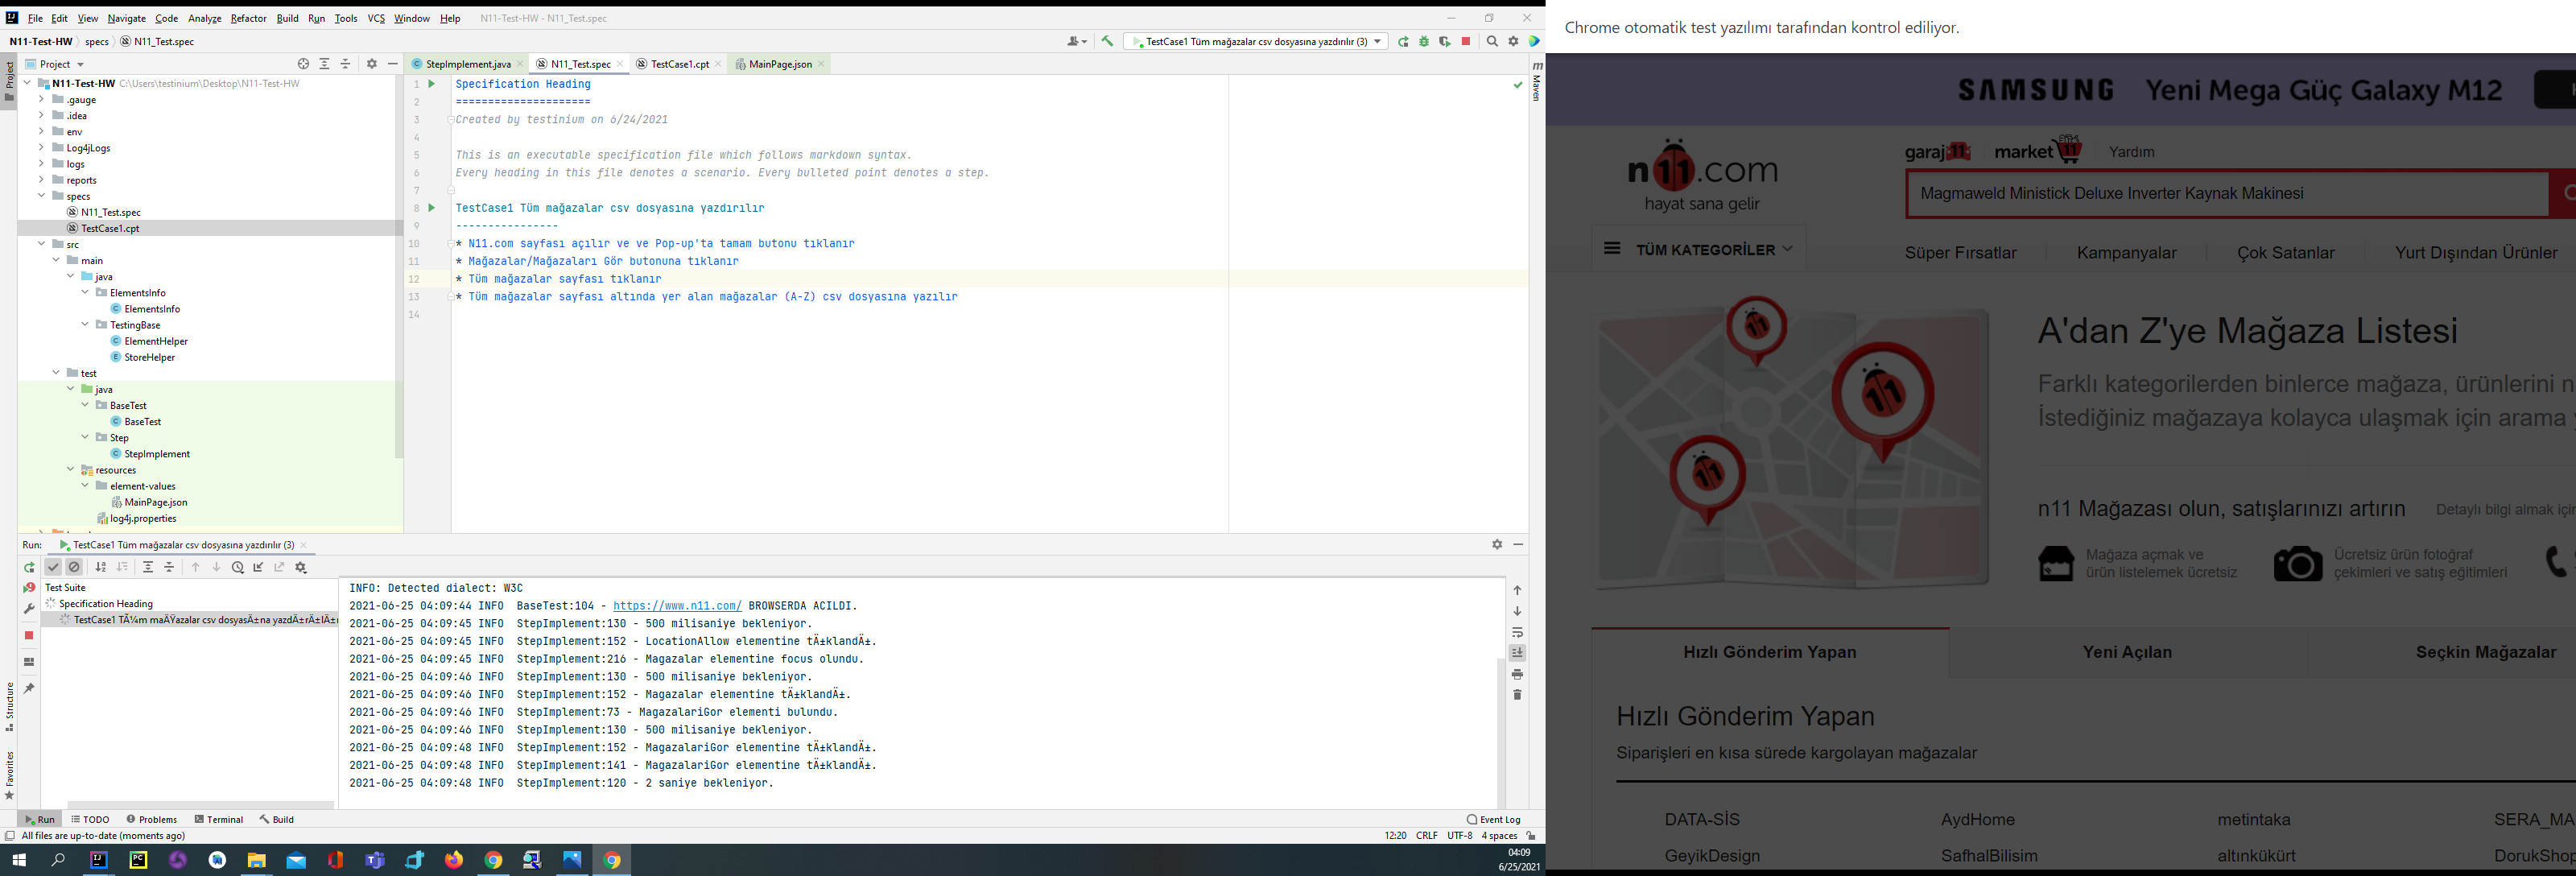 File Edit View Navigate Code Analyze Refactor Build Run Tools VCS Window Help N11-Test-HW - N11_Test.spec
N11-Test-HW specs N11_Test.spec
TestCase1 Tüm mağazalar csv dosyasına yazdırılır (3)
Project
Project
N11-Test-HW C:\Users\testinium\Desktop\N11-Test-HW
.gauge
.idea
env
Log4jLogs
logs
reports
specs
N11_Test.spec
TestCase1.cpt
src
main
java
ElementsInfo
ElementsInfo
TestingBase
ElementHelper
StoreHelper
test
java
BaseTest
BaseTest
Step
StepImplement
resources
element-values
MainPage.json
log4j.properties
StepImplement.java N11_Test.spec TestCase1.cpt MainPage.json
Maven
1 Specification Heading
2 =====================
3 Created by testinium on 6/24/2021
4
5 This is an executable specification file which follows markdown syntax.
6 Every heading in this file denotes a scenario. Every bulleted point denotes a step.
7
8 TestCase1 Tüm mağazalar csv dosyasına yazdırılır
9 ----------------
10 * N11.com sayfası açılır ve ve Pop-up'ta tamam butonu tıklanır
11 * Mağazalar/Mağazaları Gör butonuna tıklanır
12 * Tüm mağazalar sayfası tıklanır
13 * Tüm mağazalar sayfası altında yer alan mağazalar (A-Z) csv dosyasına yazılır
14
Run: TestCase1 Tüm mağazalar csv dosyasına yazdırılır (3)
Test Suite
Specification Heading
TestCase1 TÃ¼m maÄŸazalar csv dosyasÄ±na yazdÄ±rÄ±lÄ±
INFO: Detected dialect: W3C
2021-06-25 04:09:44 INFO BaseTest:104 - https://www.n11.com/ BROWSERDA ACILDI.
2021-06-25 04:09:45 INFO StepImplement:130 - 500 milisaniye bekleniyor.
2021-06-25 04:09:45 INFO StepImplement:152 - LocationAllow elementine tÄ±klandÄ±.
2021-06-25 04:09:45 INFO StepImplement:216 - Magazalar elementine focus olundu.
2021-06-25 04:09:46 INFO StepImplement:130 - 500 milisaniye bekleniyor.
2021-06-25 04:09:46 INFO StepImplement:152 - Magazalar elementine tÄ±klandÄ±.
2021-06-25 04:09:46 INFO StepImplement:73 - MagazalariGor elementi bulundu.
2021-06-25 04:09:46 INFO StepImplement:130 - 500 milisaniye bekleniyor.
2021-06-25 04:09:48 INFO StepImplement:152 - MagazalariGor elementine tÄ±klandÄ±.
2021-06-25 04:09:48 INFO StepImplement:141 - MagazalariGor elementine tÄ±klandÄ±.
2021-06-25 04:09:48 INFO StepImplement:120 - 2 saniye bekleniyor.
Structure
Favorites
Run TODO Problems Terminal Build Event Log
All files are up-to-date (moments ago) 12:20 CRLF UTF-8 4 spaces
04:09
6/25/2021
Chrome otomatik test yazılımı tarafından kontrol ediliyor.
SAMSUNG Yeni Mega Güç Galaxy M12
n11.com
hayat sana gelir
garaj11 market11 Yardım
Magmaweld Ministick Deluxe Inverter Kaynak Makinesi
TÜM KATEGORİLER Süper Fırsatlar Kampanyalar Çok Satanlar Yurt Dışından Ürünler
A'dan Z'ye Mağaza Listesi
Farklı kategorilerden binlerce mağaza, ürünlerini n
İstediğiniz mağazaya kolayca ulaşmak için arama
n11 Mağazası olun, satışlarınızı artırın Detaylı bilgi almak için
Mağaza açmak ve
ürün listelemek ücretsiz
Ücretsiz ürün fotoğraf
çekimleri ve satış eğitimleri
Hızlı Gönderim Yapan Yeni Açılan Seçkin Mağazalar
Hızlı Gönderim Yapan
Siparişleri en kısa sürede kargolayan mağazalar
DATA-SİS AydHome metintaka SERA_MA
GeyikDesign SafhalBilisim altınkükürt DorukShop